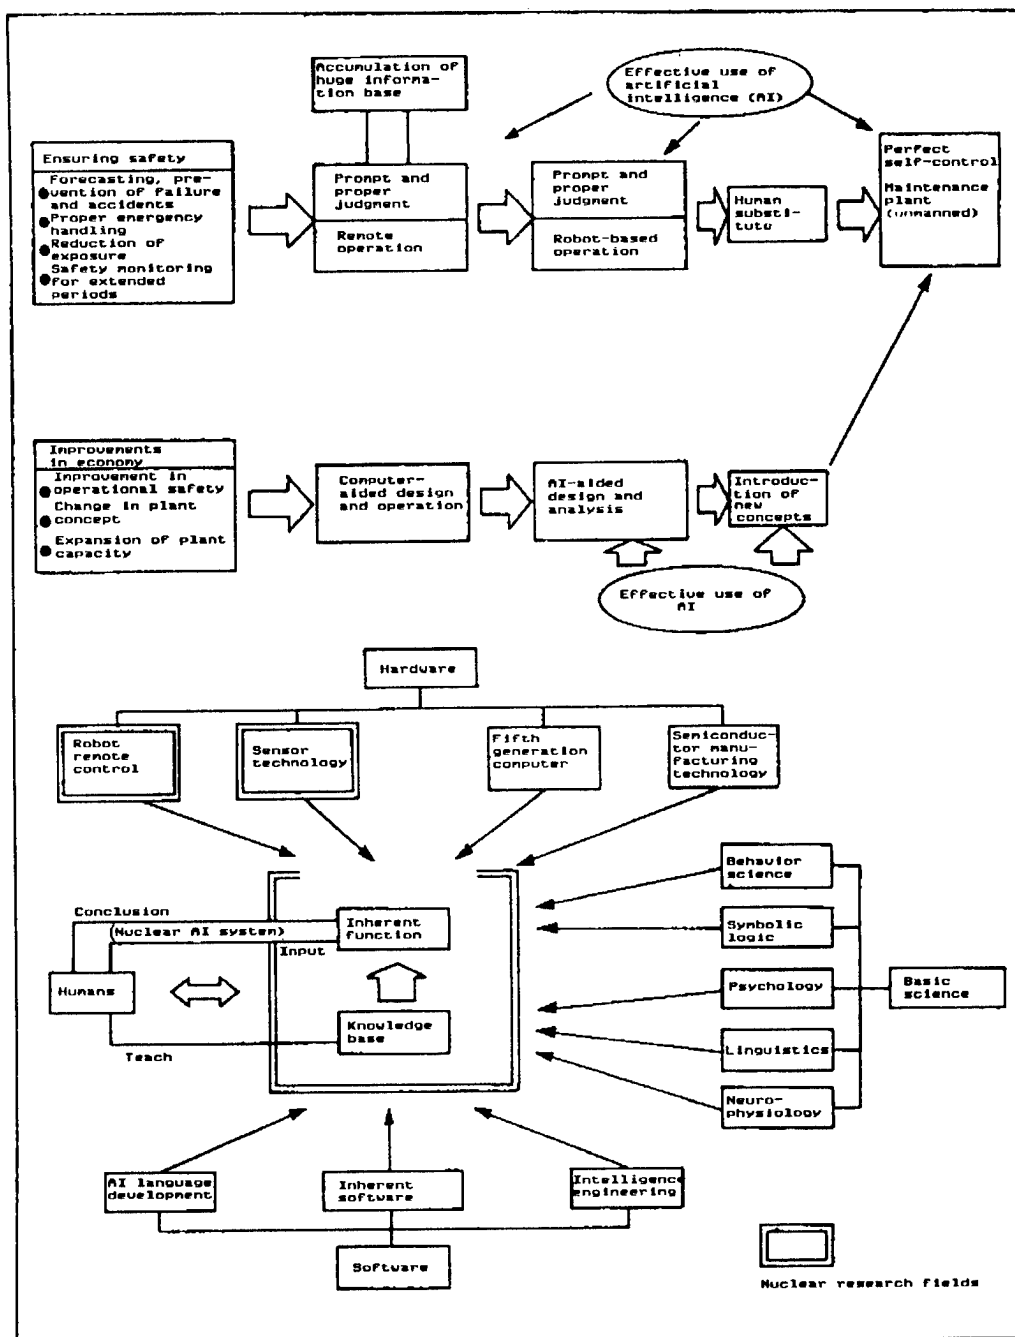 Accumulation of
huge informa-
tion base
Effective use of
artificial
intelligence (AI)
Ensuring safety
Forecasting, pre-
vention of failure
and accidents
Proper emergency
handling
Reduction of
exposure
Safety monitoring
for extended
periods
Prompt and
proper
judgment
Remote
operation
Prompt and
proper
judgment
Robot-based
operation
Human
substi-
tute
Perfect
self-control
Maintenance
plant
(unmanned)
Improvements
in economy
Improvement in
operational safety
Change in plant
concept
Expansion of plant
capacity
Computer-
aided design
and operation
AI-aided
design and
analysis
Introduc-
tion of
new
concepts
Effective use of
AI
Hardware
Robot
remote
control
Sensor
technology
Fifth
generation
computer
Semiconduc-
tor manu-
facturing
technology
Conclusion
(Nuclear AI system)
Input
Inherent
function
Humans
Knowledge
base
Teach
Behavior
science
Symbolic
logic
Psychology
Linguistics
Neuro-
physiology
Basic
science
AI language
development
Inherent
software
Intelligence
engineering
Software
Nuclear research fields